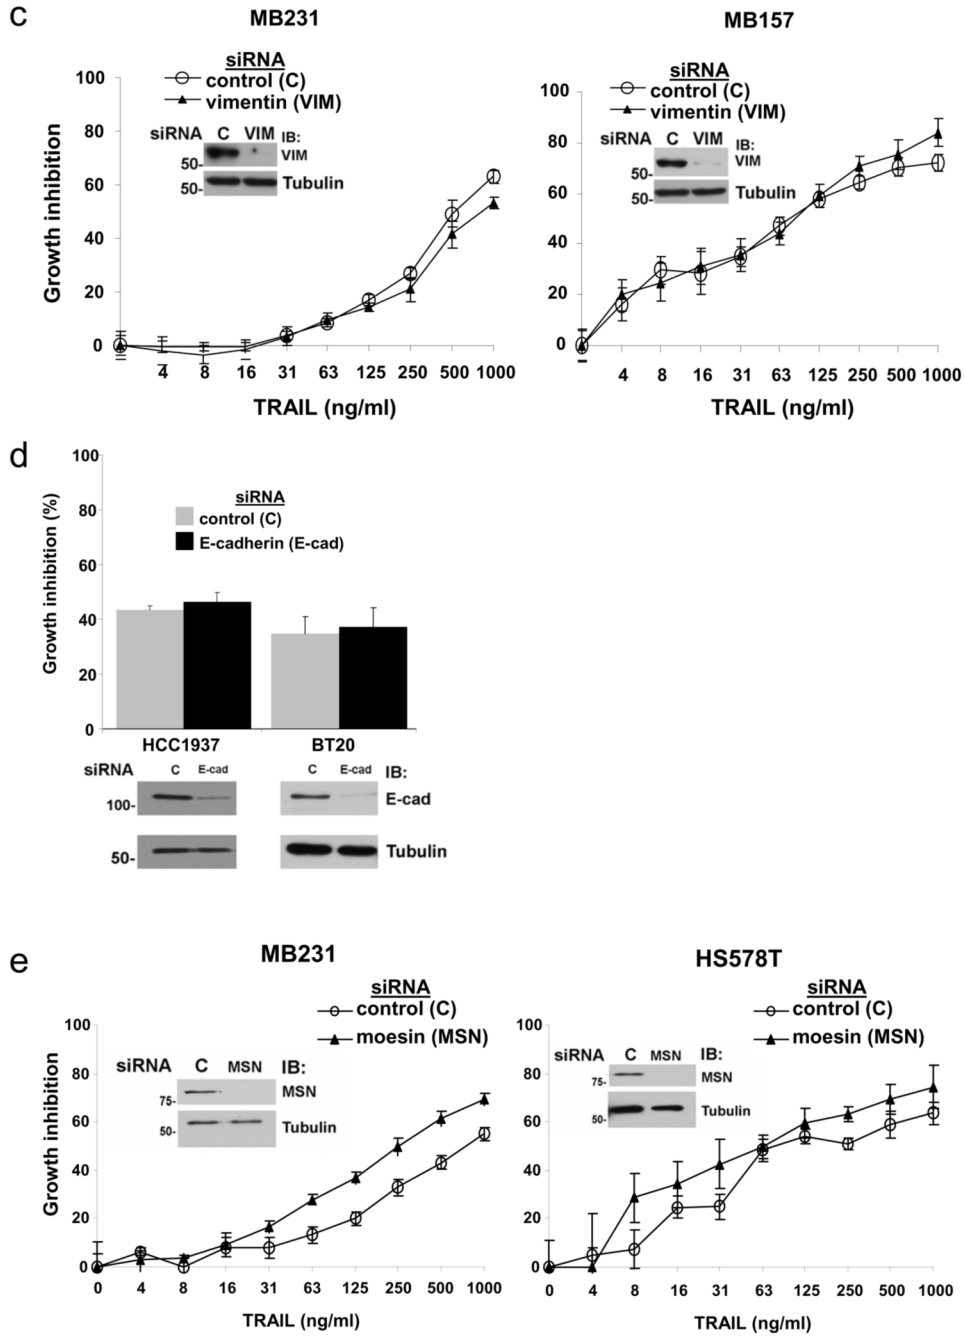 c
MB231
siRNA
control (C)
vimentin (VIM)
siRNA C VIM IB:
VIM
50-
Tubulin
50-
Growth inhibition
100
80
60
40
20
0
4 8 16 31 63 125 250 500 1000
TRAIL (ng/ml)
MB157
siRNA
control (C)
vimentin (VIM)
siRNA C VIM IB:
VIM
50-
Tubulin
50-
100
80
60
40
20
0
4 8 16 31 63 125 250 500 1000
TRAIL (ng/ml)
d
Growth inhibition (%)
100
80
60
40
20
0
siRNA
control (C)
E-cadherin (E-cad)
HCC1937 BT20
siRNA C E-cad C E-cad IB:
100- E-cad
50- Tubulin
e
MB231
siRNA
control (C)
moesin (MSN)
siRNA C MSN IB:
MSN
75-
Tubulin
50-
Growth inhibition
100
80
60
40
20
0
0 4 8 16 31 63 125 250 500 1000
TRAIL (ng/ml)
HS578T
siRNA
control (C)
moesin (MSN)
siRNA C MSN IB:
MSN
75-
Tubulin
50-
100
80
60
40
20
0
0 4 8 16 31 63 125 250 500 1000
TRAIL (ng/ml)